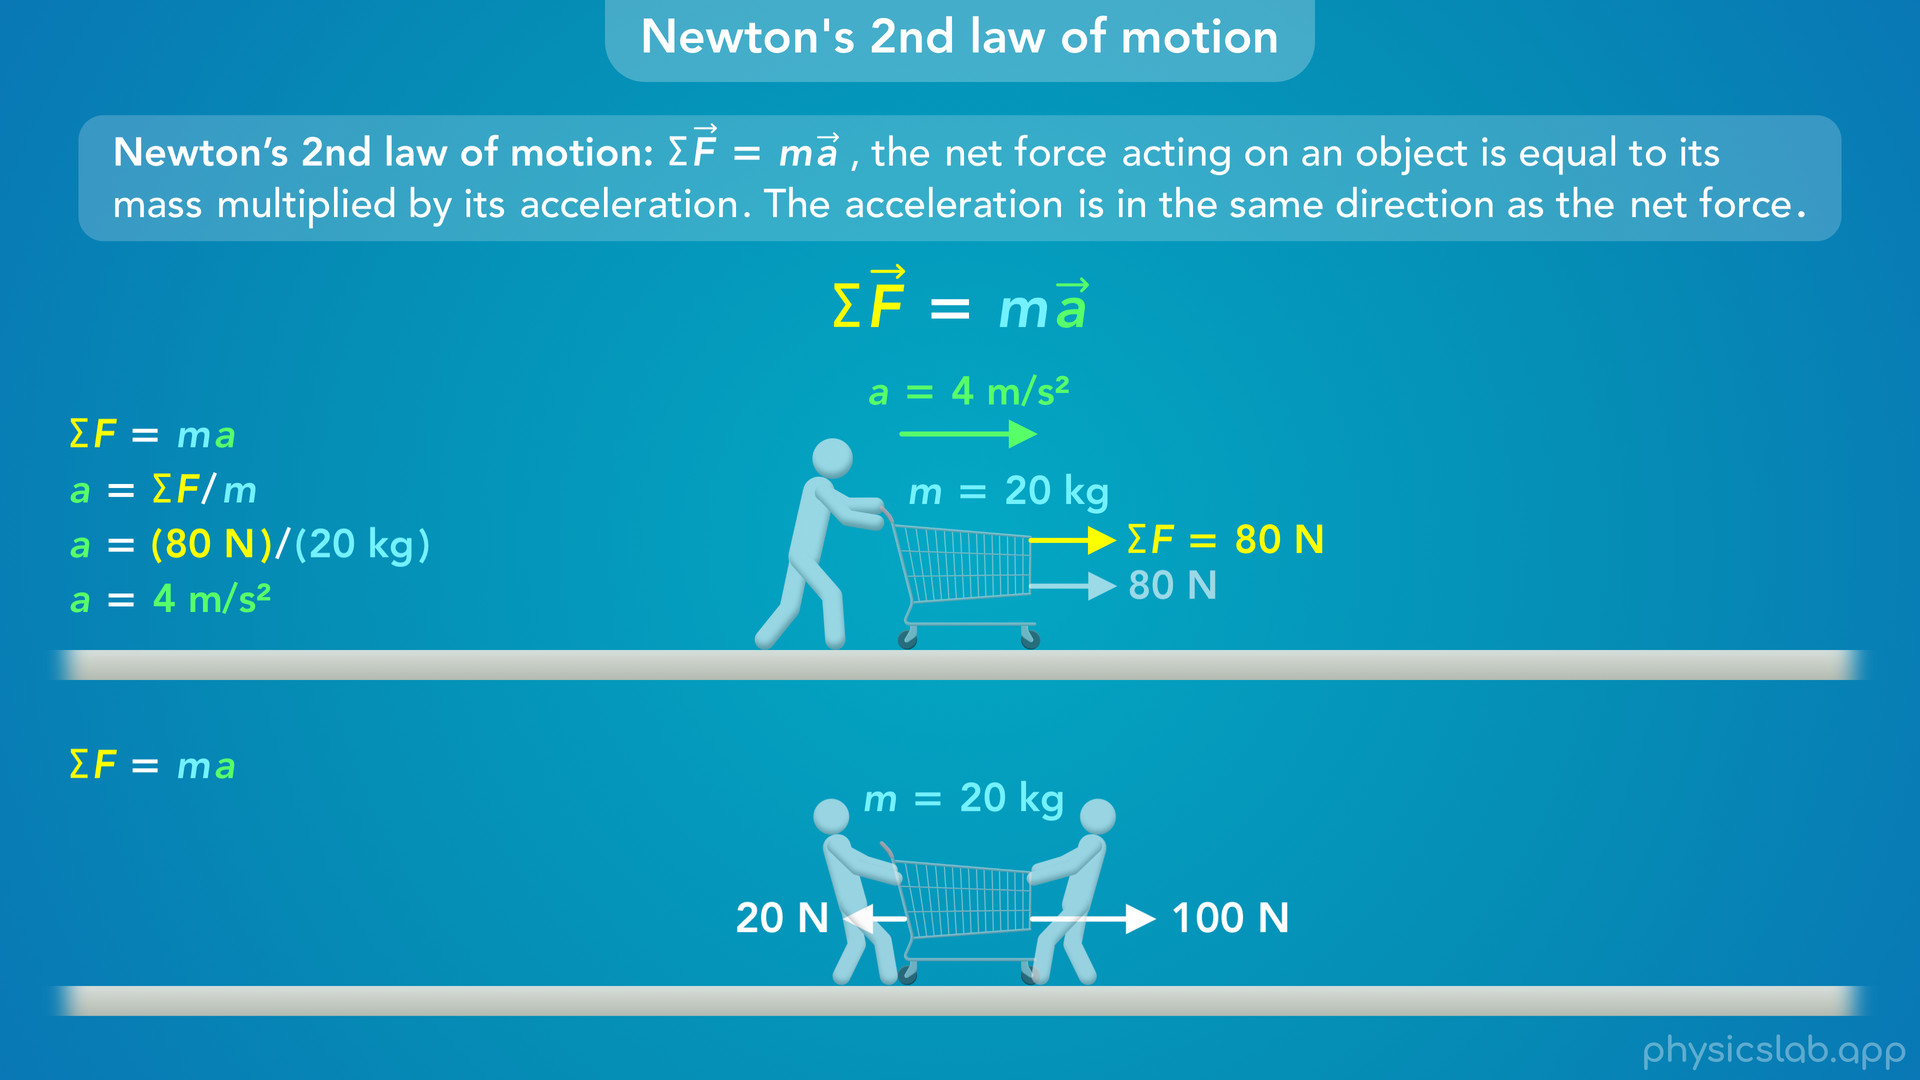 Newton's 2nd law of motion
Newton’s 2nd law of motion: ΣF⃗ = ma⃗ , the net force acting on an object is equal to its
mass multiplied by its acceleration. The acceleration is in the same direction as the net force.
ΣF⃗ = ma⃗
a = 4 m/s²
ΣF = ma
a = ΣF/m
a = (80 N)/(20 kg)
a = 4 m/s²
m = 20 kg
ΣF = 80 N
80 N
ΣF = ma
m = 20 kg
20 N
100 N
physicslab.app